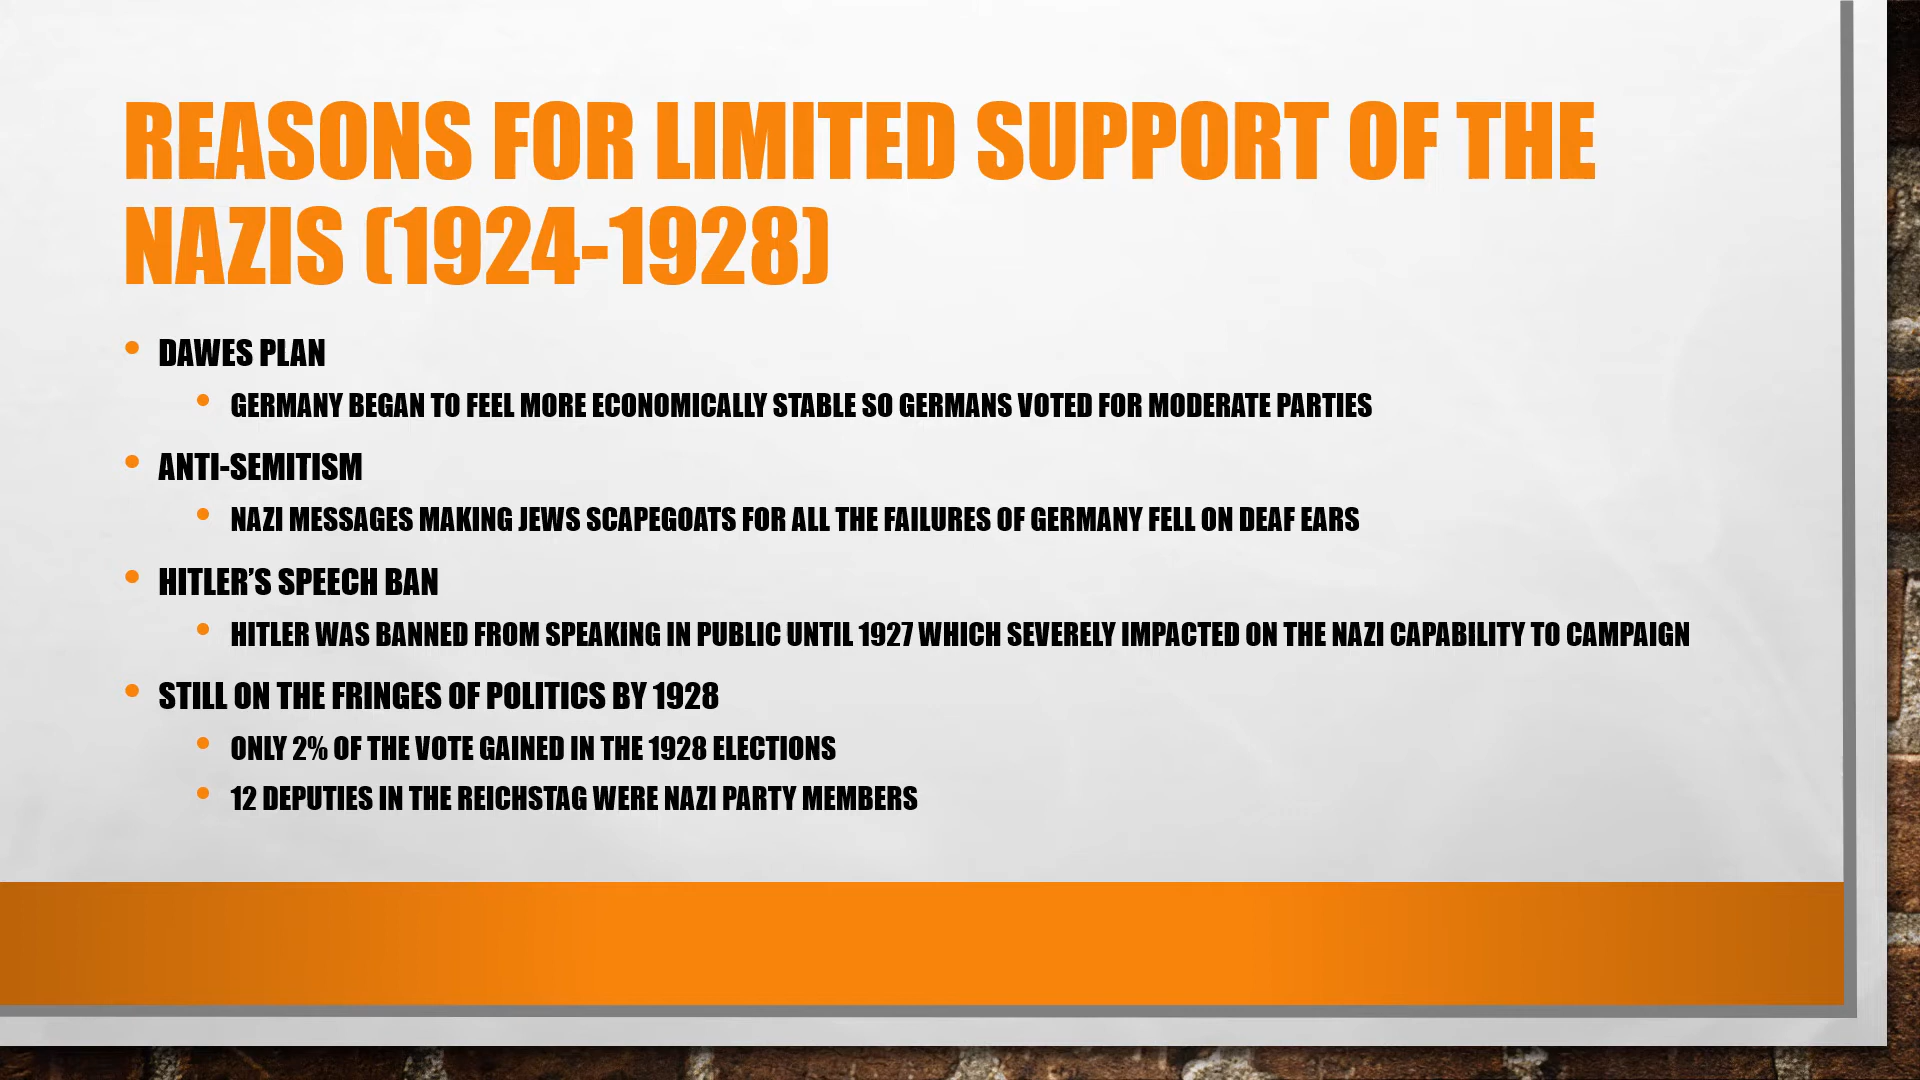 REASONS FOR LIMITED SUPPORT OF THE
NAZIS (1924-1928)
• DAWES PLAN
• GERMANY BEGAN TO FEEL MORE ECONOMICALLY STABLE SO GERMANS VOTED FOR MODERATE PARTIES
• ANTI-SEMITISM
• NAZI MESSAGES MAKING JEWS SCAPEGOATS FOR ALL THE FAILURES OF GERMANY FELL ON DEAF EARS
• HITLER’S SPEECH BAN
• HITLER WAS BANNED FROM SPEAKING IN PUBLIC UNTIL 1927 WHICH SEVERELY IMPACTED ON THE NAZI CAPABILITY TO CAMPAIGN
• STILL ON THE FRINGES OF POLITICS BY 1928
• ONLY 2% OF THE VOTE GAINED IN THE 1928 ELECTIONS
• 12 DEPUTIES IN THE REICHSTAG WERE NAZI PARTY MEMBERS